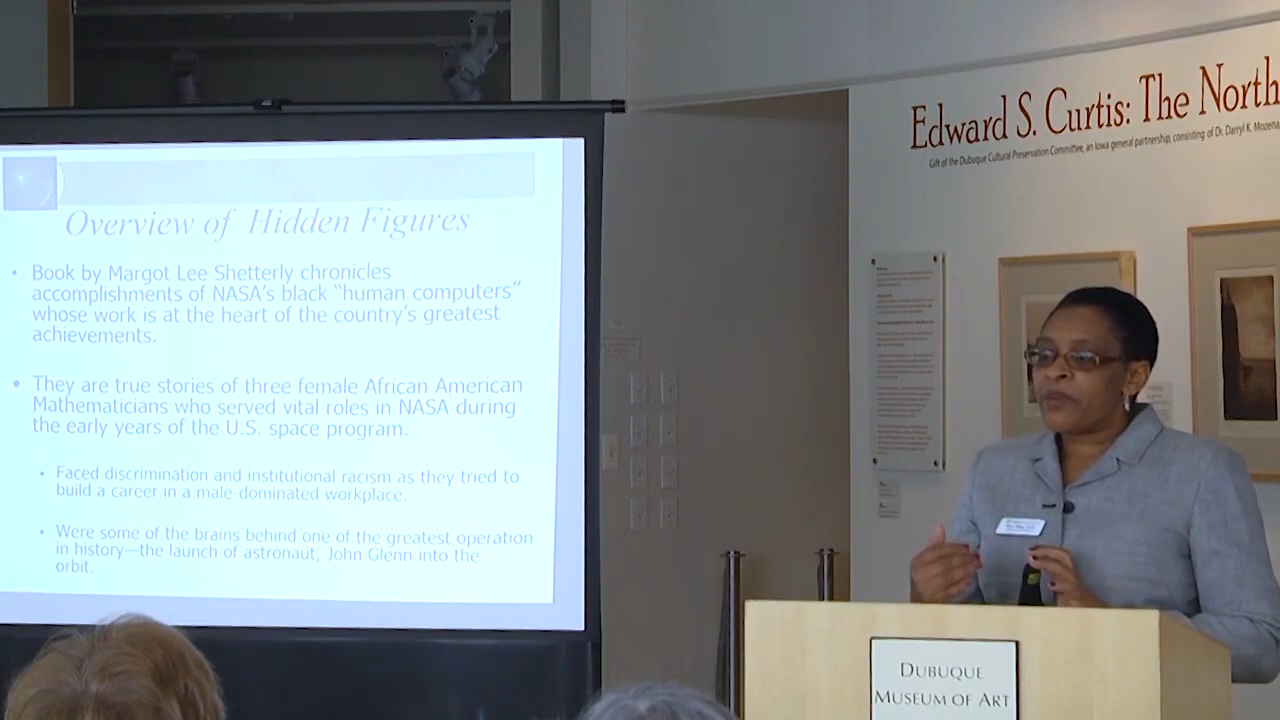 Overview of Hidden Figures
• Book by Margot Lee Shetterly chronicles
accomplishments of NASA's black "human computers"
whose work is at the heart of the country's greatest
achievements.
• They are true stories of three female African American
Mathematicians who served vital roles in NASA during
the early years of the U.S. space program.
• Faced discrimination and institutional racism as they tried to
build a career in a male-dominated workplace.
• Were some of the brains behind one of the greatest operation
in history—the launch of astronaut, John Glenn into the
orbit.
Edward S. Curtis: The North
Gift of the Dubuque Cultural Preservation Committee, an Iowa general partnership, consisting of Dr. Darryl K. Mozena
DUBUQUE
MUSEUM OF ART